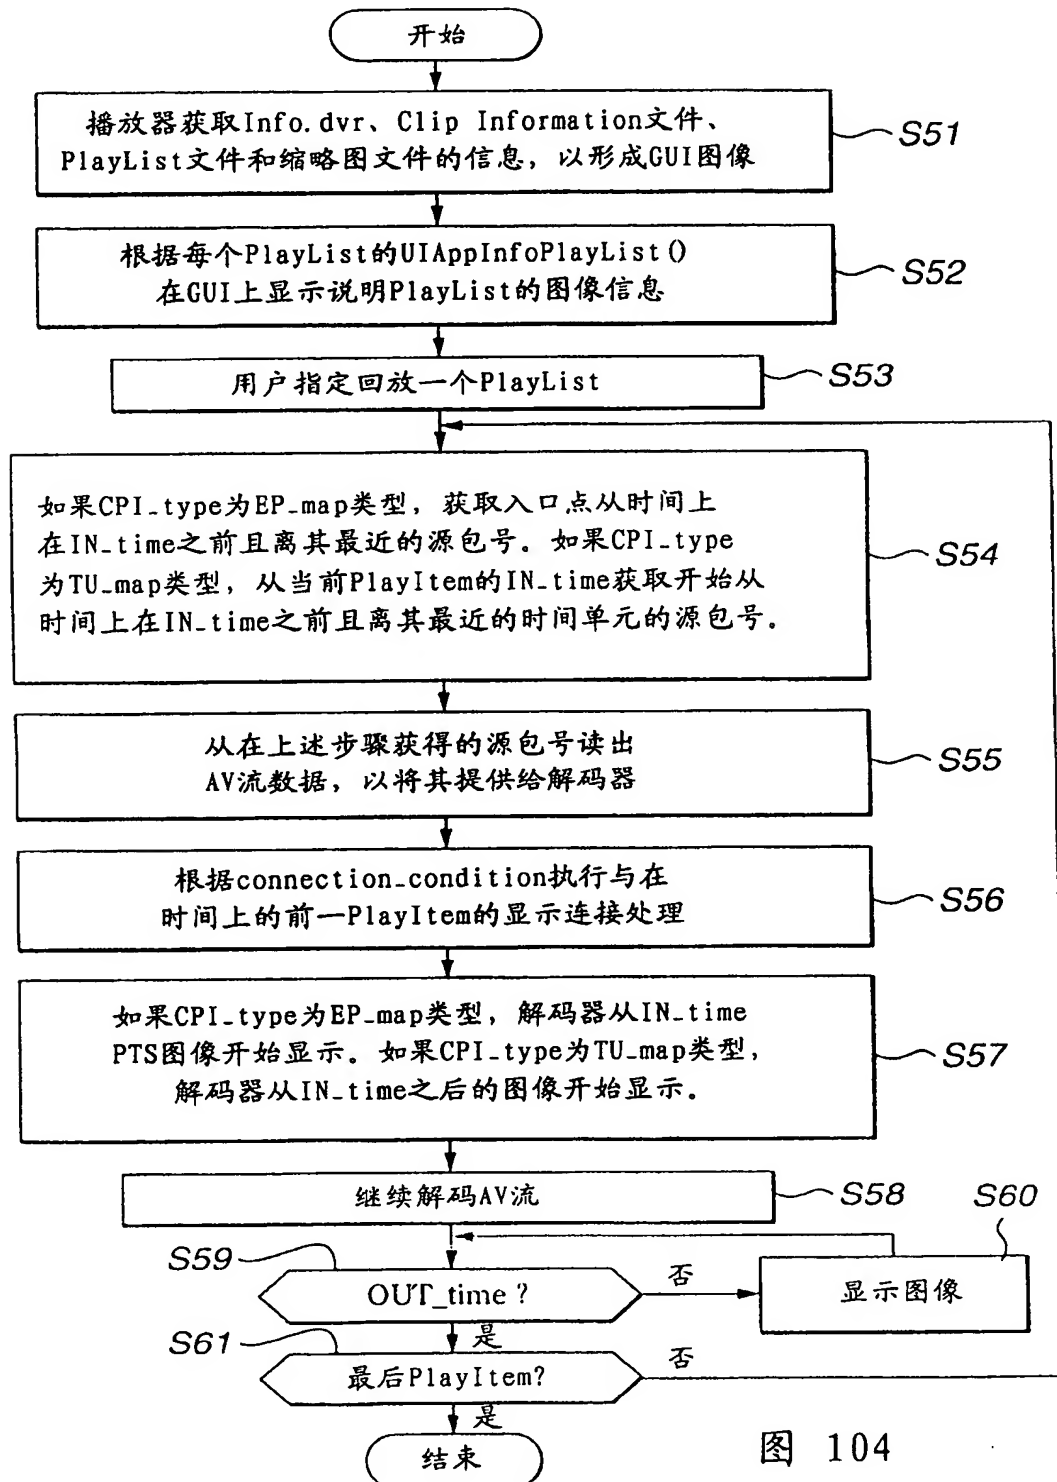 开始
播放器获取Info.dvr、Clip Information文件、
PlayList文件和缩略图文件的信息，以形成GUI图像
S51
根据每个PlayList的UIAppInfoPlayList()
在GUI上显示说明PlayList的图像信息
S52
用户指定回放一个PlayList
S53
如果CPI_type为EP_map类型，获取入口点从时间上
在IN_time之前且离其最近的源包号。如果CPI_type
为TU_map类型，从当前PlayItem的IN_time获取开始从
时间上在IN_time之前且离其最近的时间单元的源包号。
S54
从在上述步骤获得的源包号读出
AV流数据，以将其提供给解码器
S55
根据connection_condition执行与在
时间上的前一PlayItem的显示连接处理
S56
如果CPI_type为EP_map类型，解码器从IN_time
PTS图像开始显示。如果CPI_type为TU_map类型，
解码器从IN_time之后的图像开始显示。
S57
继续解码AV流
S58
S60
S59
OUT_time？
否
显示图像
是
S61
最后PlayItem?
否
是
结束
图 104